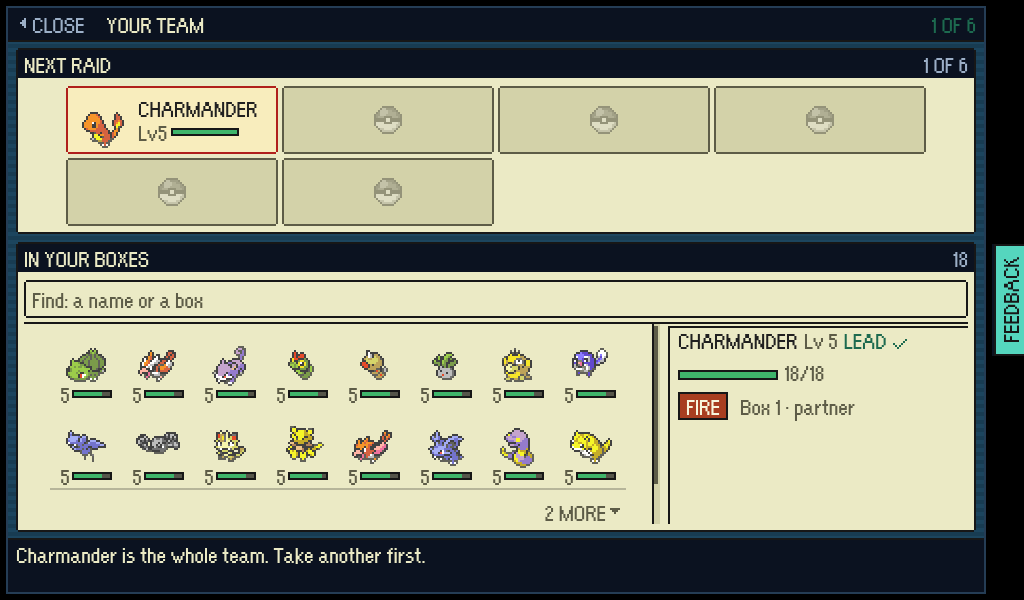 CLOSE YOUR TEAM 1 OF 6
NEXT RAID 1 OF 6
CHARMANDER
Lv5
IN YOUR BOXES 18
Find: a name or a box
5 5 5 5 5 5 5 5
5 5 5 5 5 5 5 5
2 MORE
CHARMANDER Lv 5 LEAD ✓
18/18
FIRE Box 1 · partner
Charmander is the whole team. Take another first.
FEEDBACK